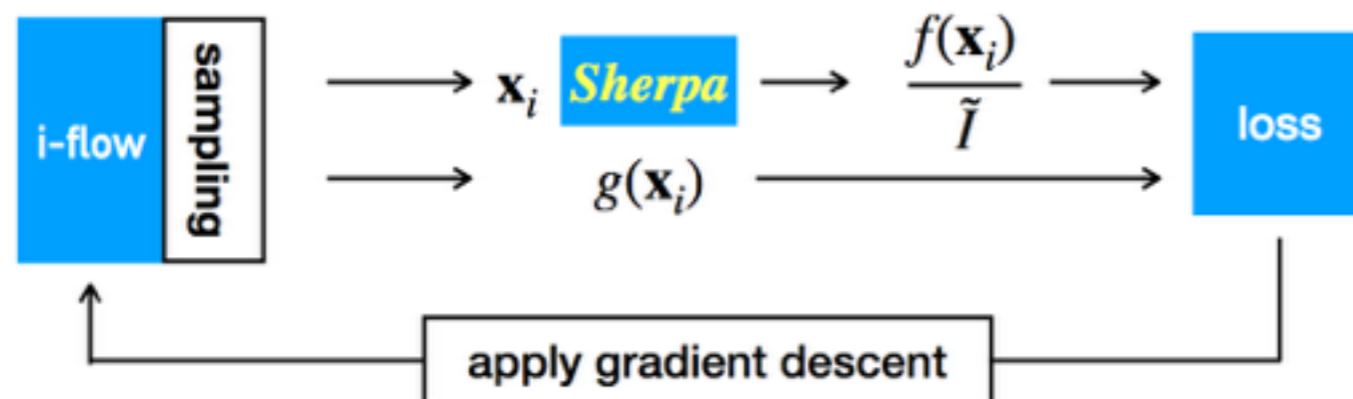 i-flow
sampling
𝐱ᵢ Sherpa f(𝐱ᵢ) / Ĩ
g(𝐱ᵢ)
loss
apply gradient descent